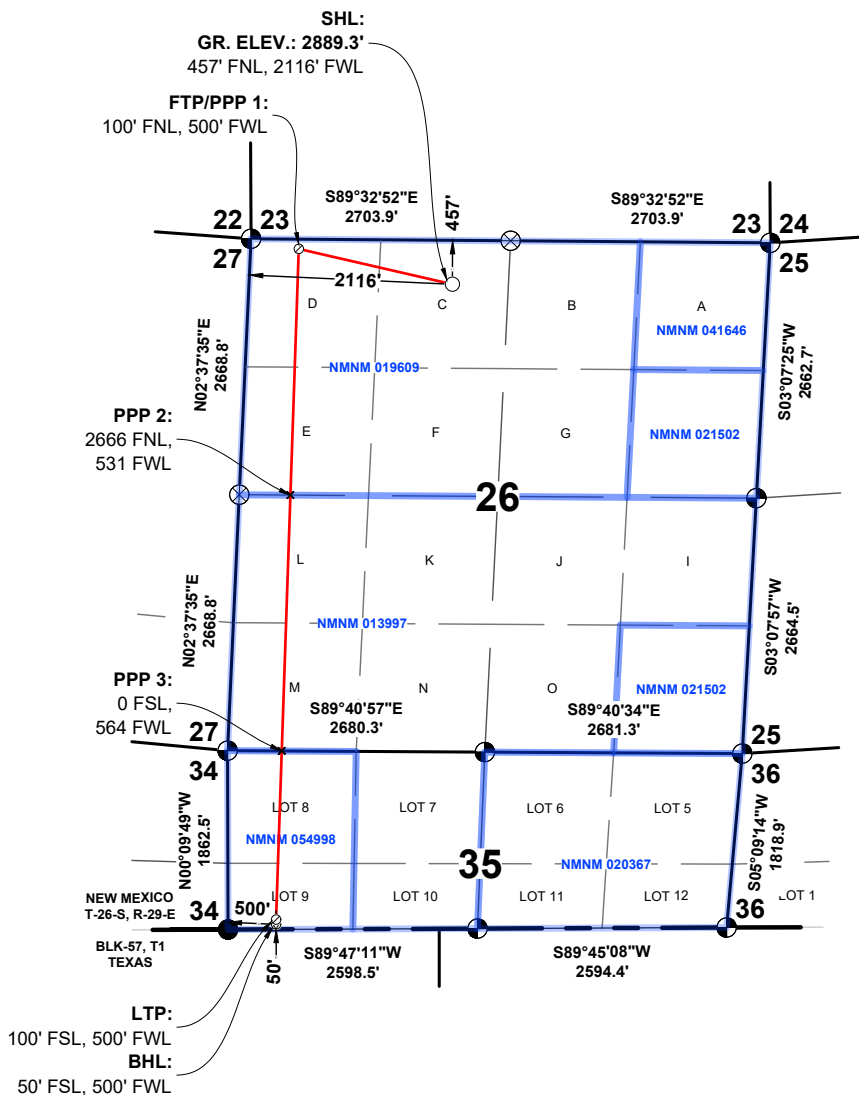 SHL:
GR. ELEV.: 2889.3'
457' FNL, 2116' FWL
FTP/PPP 1:
100' FNL, 500' FWL
S89°32'52"E
2703.9'
457'
S89°32'52"E
2703.9'
22 23
23 24
27
25
2116'
D
C
B
A
NMNM 041646
N02°37'35"E
2668.8'
NMNM 019609
S03°07'25"W
2662.7'
PPP 2:
2666 FNL,
531 FWL
E
F
G
NMNM 021502
26
L
K
J
I
N02°37'35"E
2668.8'
NMNM 013997
S03°07'57"W
2664.5'
PPP 3:
0 FSL,
564 FWL
M
N
O
NMNM 021502
S89°40'57"E
2680.3'
S89°40'34"E
2681.3'
27
25
34
36
N00°09'49"W
1862.5'
LOT 8
LOT 7
LOT 6
LOT 5
NMNM 054998
35
NMNM 020367
S05°09'14"W
1818.9'
NEW MEXICO
T-26-S, R-29-E
34
500'
LOT 9
LOT 10
LOT 11
LOT 12
LOT 1
36
BLK-57, T1
TEXAS
50'
S89°47'11"W
2598.5'
S89°45'08"W
2594.4'
LTP:
100' FSL, 500' FWL
BHL:
50' FSL, 500' FWL